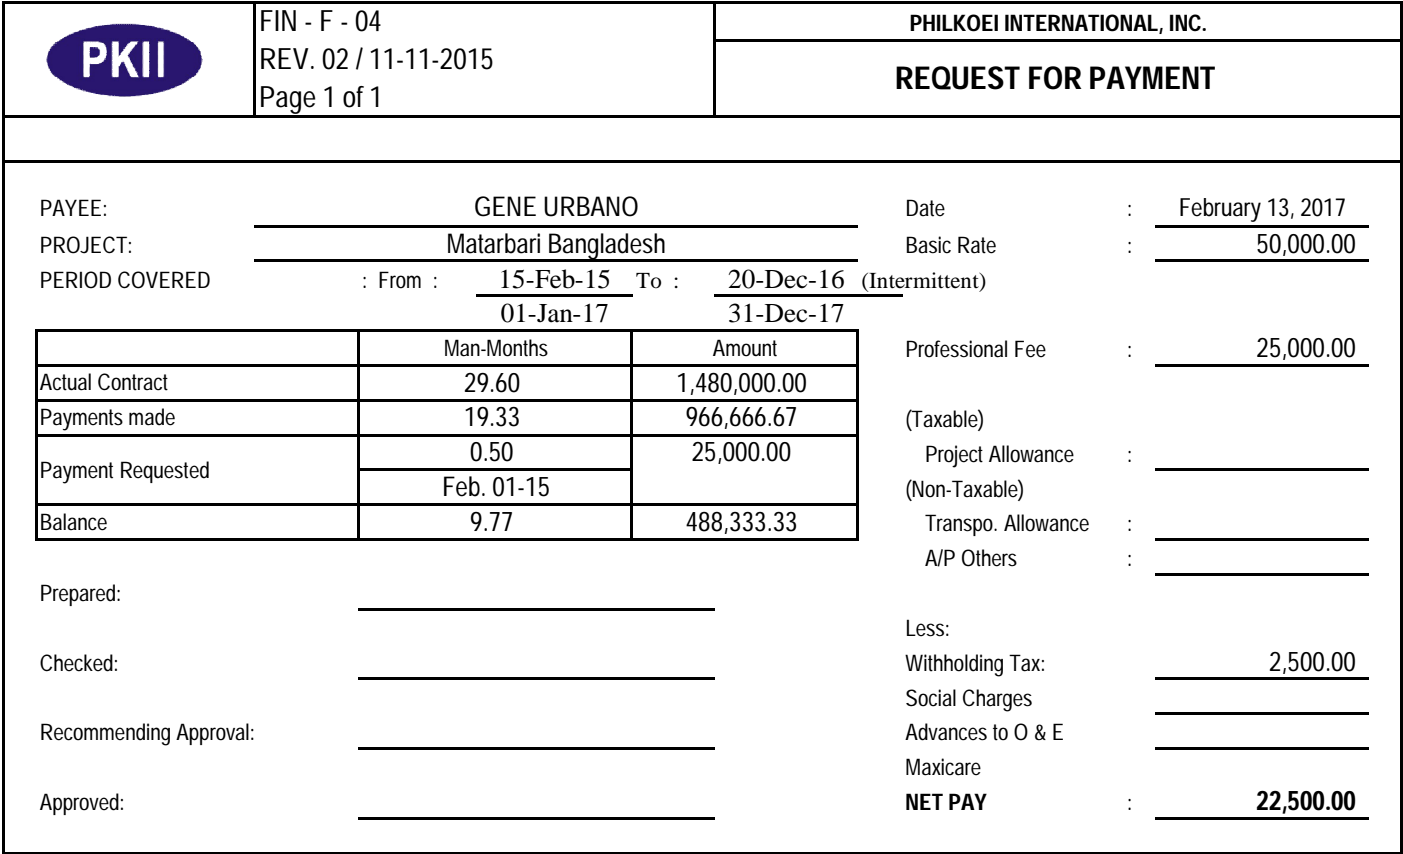 PKII
FIN - F - 04
REV. 02 / 11-11-2015
Page 1 of 1
PHILKOEI INTERNATIONAL, INC.
REQUEST FOR PAYMENT
PAYEE: GENE URBANO Date : February 13, 2017
PROJECT: Matarbari Bangladesh Basic Rate : 50,000.00
PERIOD COVERED : From : 15-Feb-15 To : 20-Dec-16 (Intermittent)
01-Jan-17 31-Dec-17
Man-Months Amount Professional Fee : 25,000.00
Actual Contract 29.60 1,480,000.00
Payments made 19.33 966,666.67 (Taxable)
Payment Requested 0.50 25,000.00 Project Allowance :
Feb. 01-15 (Non-Taxable)
Balance 9.77 488,333.33 Transpo. Allowance :
A/P Others :
Prepared:
Less:
Checked: Withholding Tax: 2,500.00
Social Charges
Recommending Approval: Advances to O & E
Maxicare
Approved: NET PAY : 22,500.00